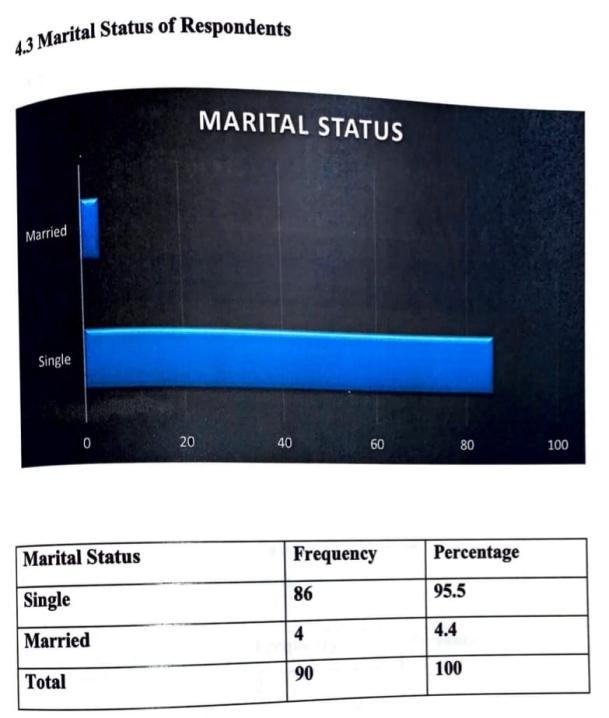 4.3 Marital Status of Respondents
MARITAL STATUS
Married
Single
0 20 40 60 80 100
Marital Status Frequency Percentage
Single 86 95.5
Married 4 4.4
Total 90 100